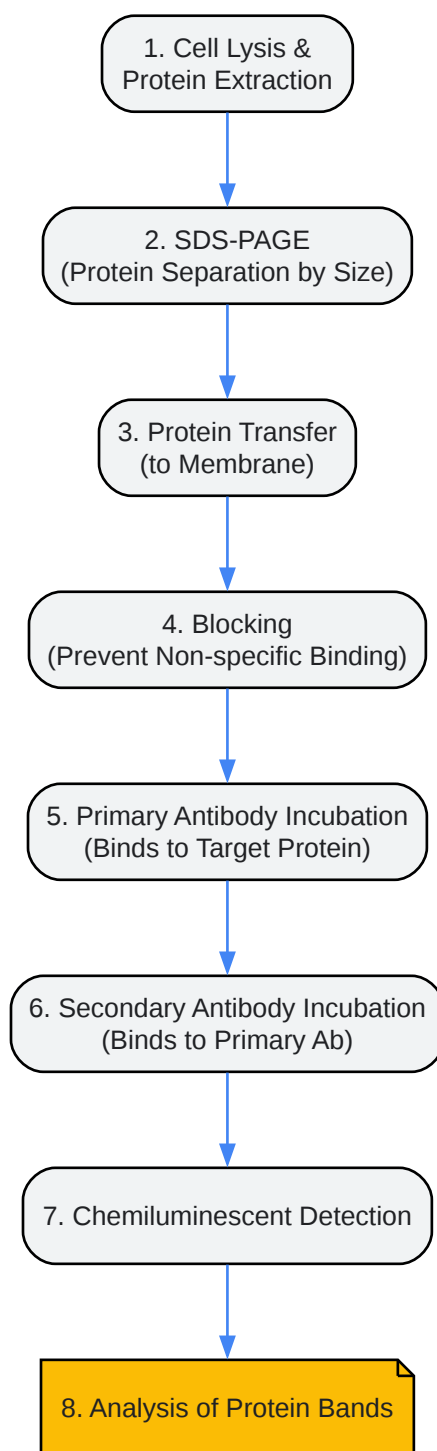 1. Cell Lysis &
Protein Extraction
2. SDS-PAGE
(Protein Separation by Size)
3. Protein Transfer
(to Membrane)
4. Blocking
(Prevent Non-specific Binding)
5. Primary Antibody Incubation
(Binds to Target Protein)
6. Secondary Antibody Incubation
(Binds to Primary Ab)
7. Chemiluminescent Detection
8. Analysis of Protein Bands